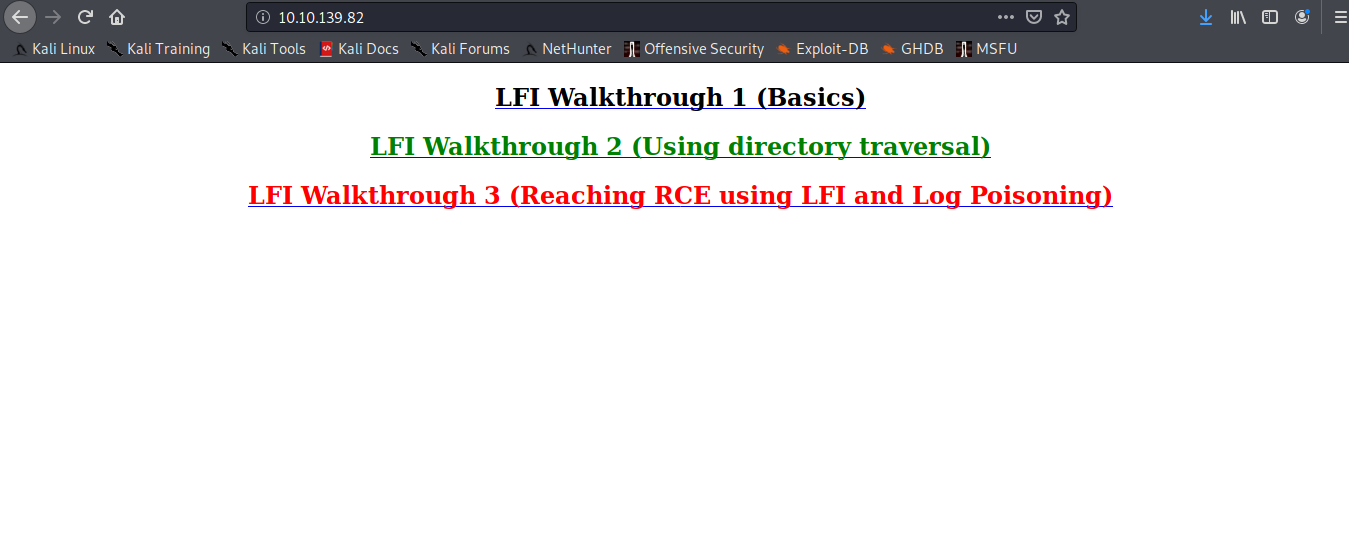 10.10.139.82
Kali Linux Kali Training Kali Tools Kali Docs Kali Forums NetHunter Offensive Security Exploit-DB GHDB MSFU
LFI Walkthrough 1 (Basics)
LFI Walkthrough 2 (Using directory traversal)
LFI Walkthrough 3 (Reaching RCE using LFI and Log Poisoning)